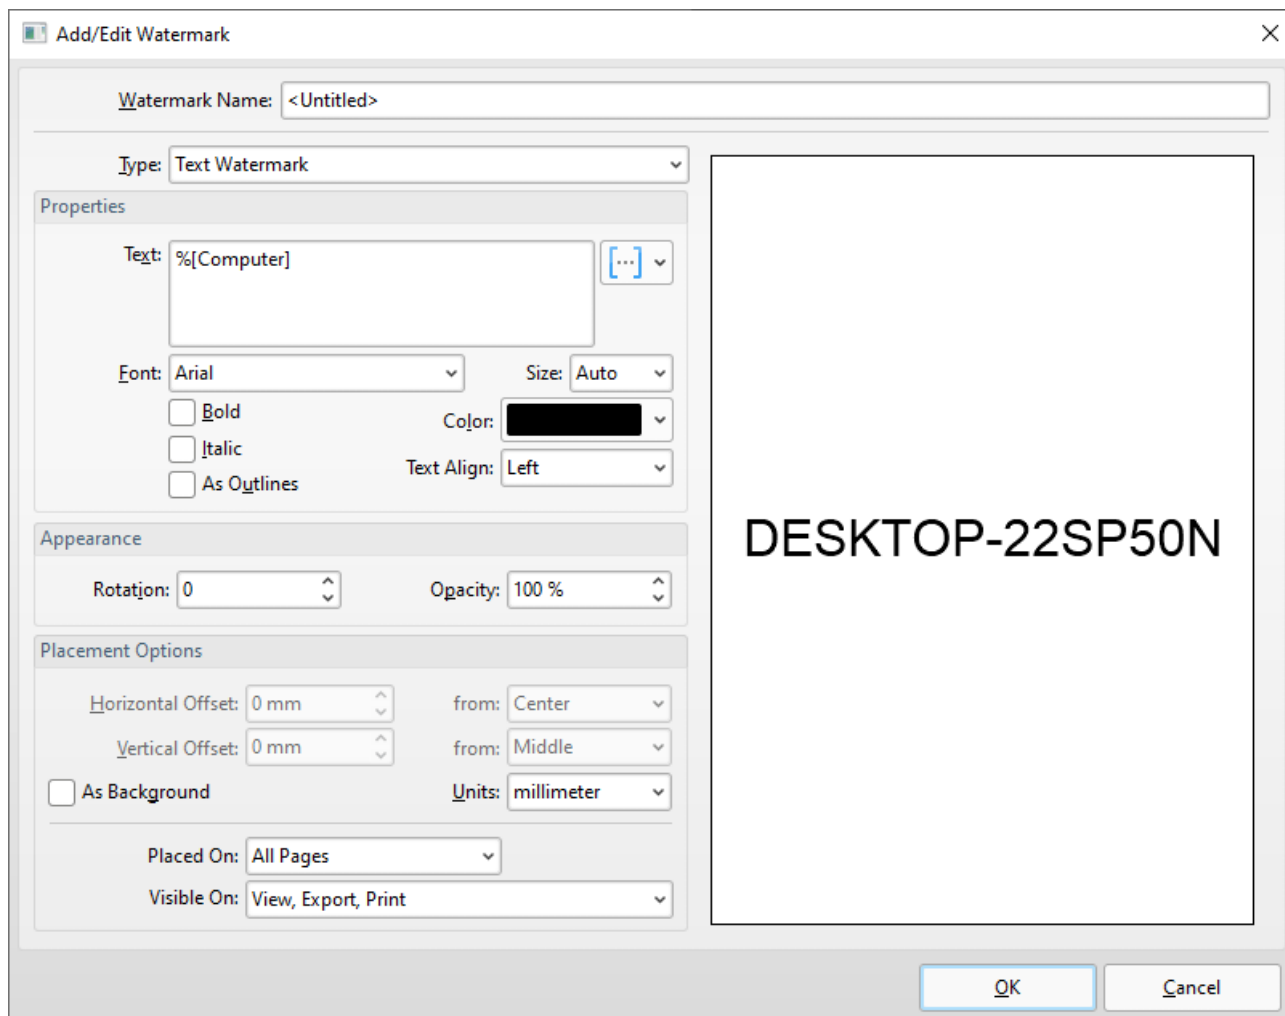 Add/Edit Watermark
Watermark Name: <Untitled>
Type: Text Watermark
Properties
Text: %[Computer]
Font: Arial
Size: Auto
Bold
Color:
Italic
Text Align: Left
As Outlines
Appearance
Rotation: 0
Opacity: 100 %
Placement Options
Horizontal Offset: 0 mm
from: Center
Vertical Offset: 0 mm
from: Middle
As Background
Units: millimeter
Placed On: All Pages
Visible On: View, Export, Print
DESKTOP-22SP50N
OK
Cancel